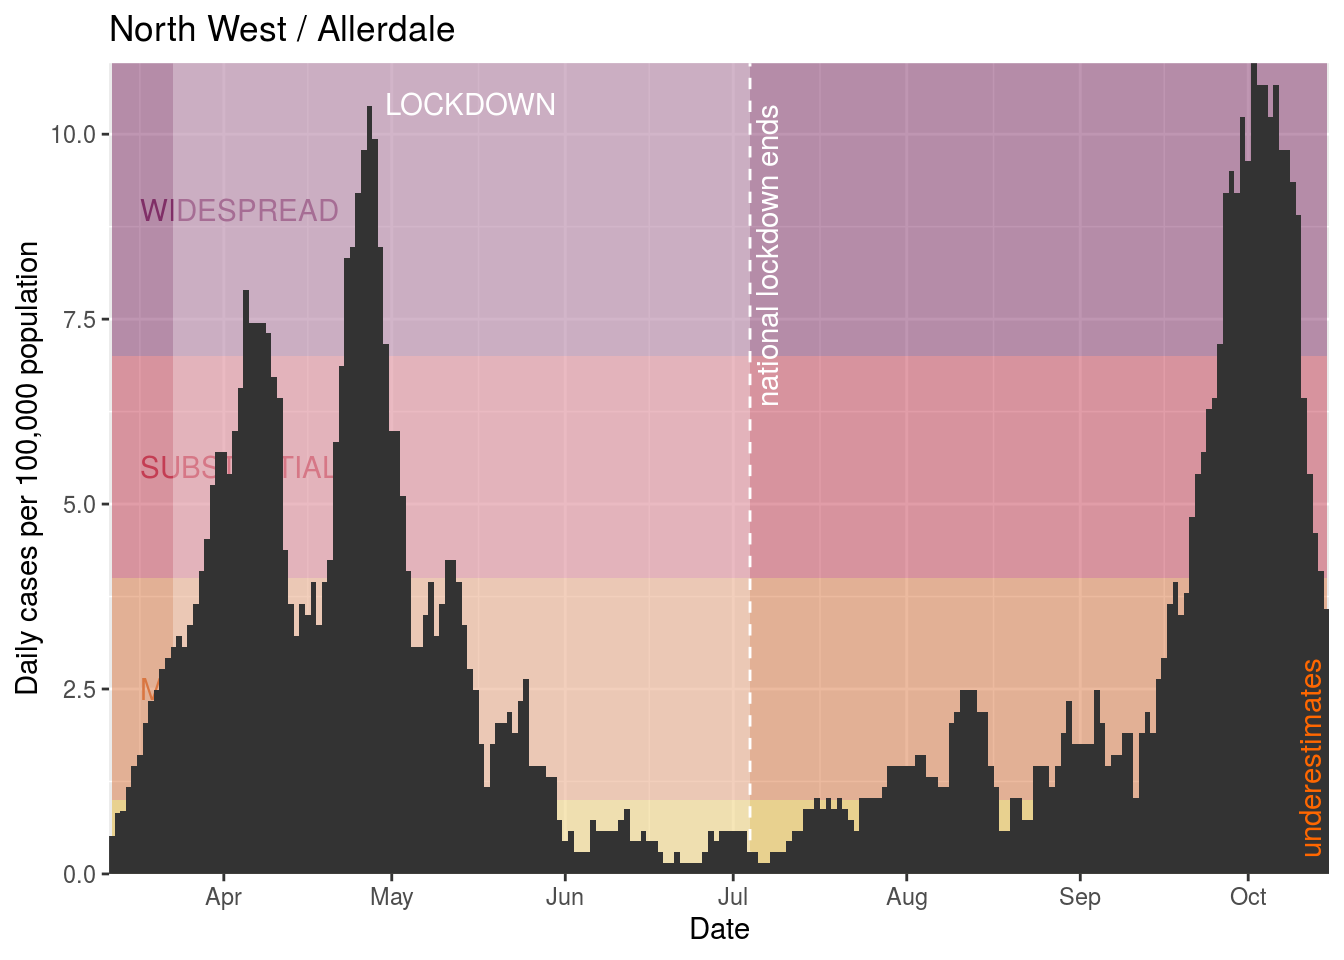 North West / Allerdale
Daily cases per 100,000 population
10.0
7.5
5.0
2.5
0.0
LOCKDOWN
WIDESPREAD
national lockdown ends
underestimates
Apr
May
Jun
Jul
Aug
Sep
Oct
Date